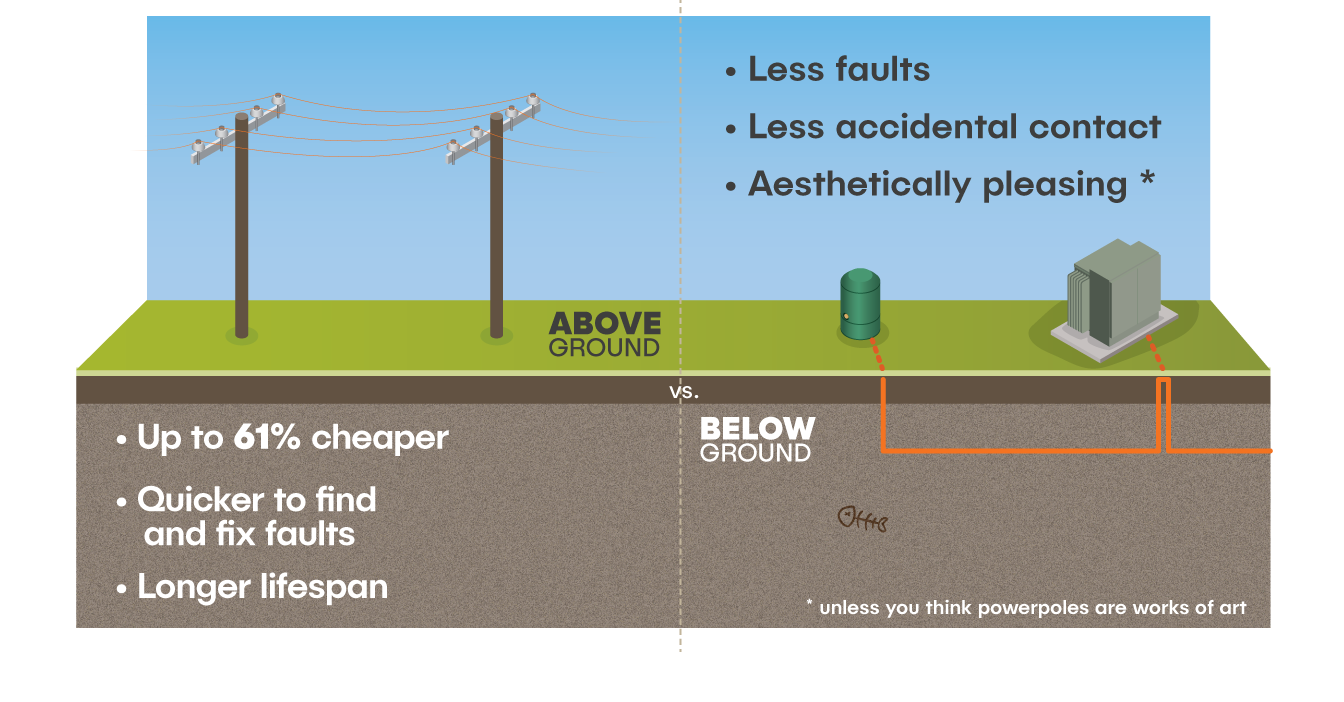 • Less faults
• Less accidental contact
• Aesthetically pleasing *
ABOVE
GROUND
vs.
BELOW
GROUND
• Up to 61% cheaper
• Quicker to find
and fix faults
• Longer lifespan
* unless you think powerpoles are works of art